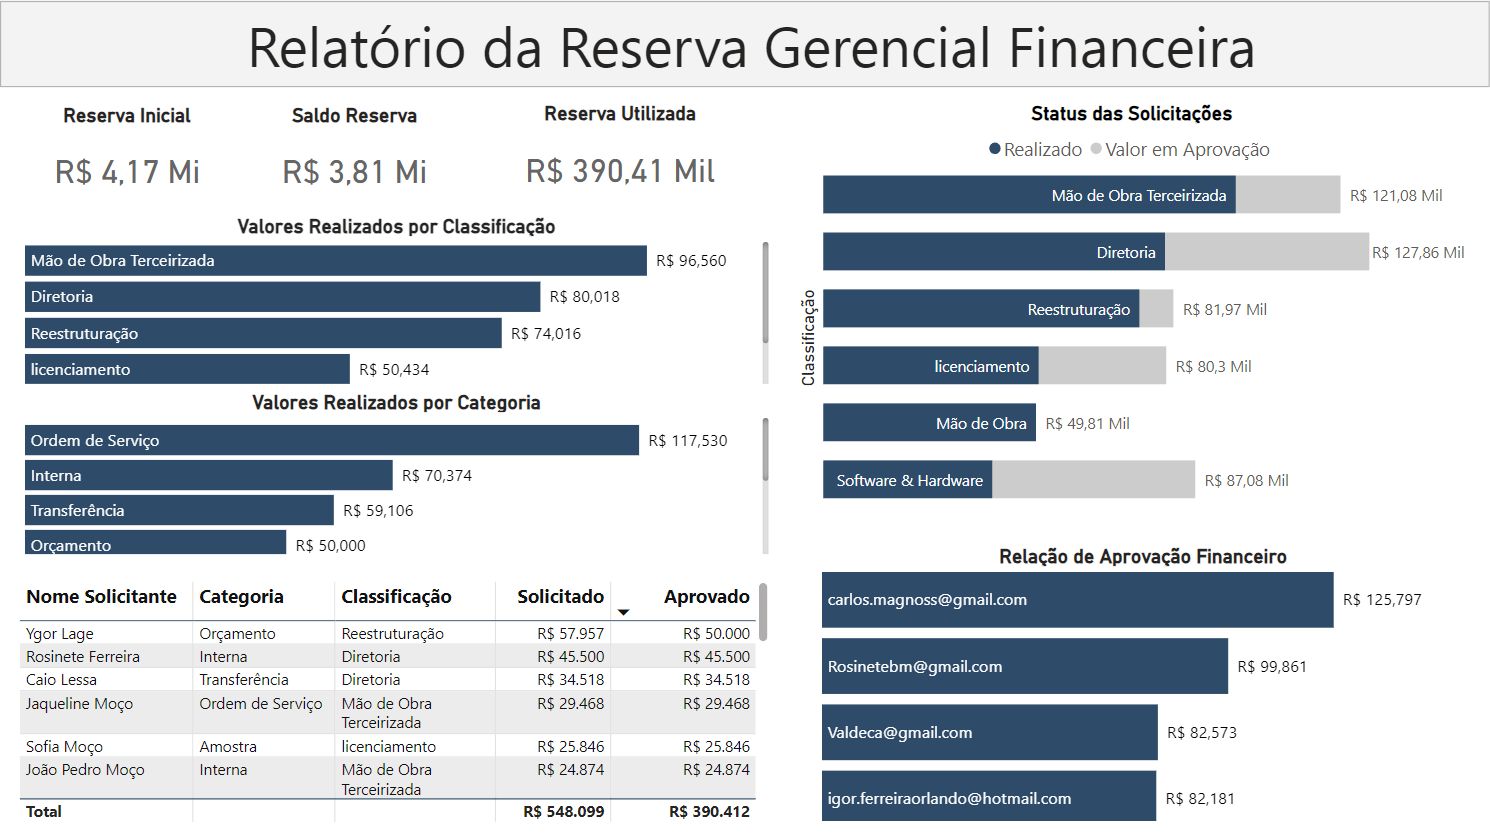 Relatório da Reserva Gerencial Financeira
Reserva Inicial
R$ 4,17 Mi
Saldo Reserva
R$ 3,81 Mi
Reserva Utilizada
R$ 390,41 Mil
Valores Realizados por Classificação
Mão de Obra Terceirizada R$ 96,560
Diretoria R$ 80,018
Reestruturação R$ 74,016
licenciamento R$ 50,434
Valores Realizados por Categoria
Ordem de Serviço R$ 117,530
Interna R$ 70,374
Transferência R$ 59,106
Orçamento R$ 50,000
Nome Solicitante Categoria Classificação Solicitado Aprovado
Ygor Lage Orçamento Reestruturação R$ 57.957 R$ 50.000
Rosinete Ferreira Interna Diretoria R$ 45.500 R$ 45.500
Caio Lessa Transferência Diretoria R$ 34.518 R$ 34.518
Jaqueline Moço Ordem de Serviço Mão de Obra R$ 29.468 R$ 29.468
Terceirizada
Sofia Moço Amostra licenciamento R$ 25.846 R$ 25.846
João Pedro Moço Interna Mão de Obra R$ 24.874 R$ 24.874
Terceirizada
Total R$ 548.099 R$ 390.412
Status das Solicitações
Realizado Valor em Aprovação
Classificação
Mão de Obra Terceirizada R$ 121,08 Mil
Diretoria R$ 127,86 Mil
Reestruturação R$ 81,97 Mil
licenciamento R$ 80,3 Mil
Mão de Obra R$ 49,81 Mil
Software & Hardware R$ 87,08 Mil
Relação de Aprovação Financeiro
carlos.magnoss@gmail.com R$ 125,797
Rosinetebm@gmail.com R$ 99,861
Valdeca@gmail.com R$ 82,573
igor.ferreiraorlando@hotmail.com R$ 82,181